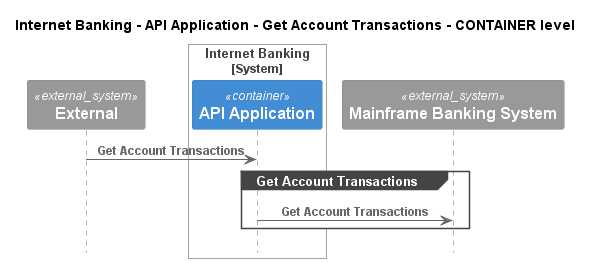 Internet Banking - API Application - Get Account Transactions - CONTAINER level
Internet Banking
[System]
«external_system»
External
«container»
API Application
«external_system»
Mainframe Banking System
Get Account Transactions
Get Account Transactions
Get Account Transactions